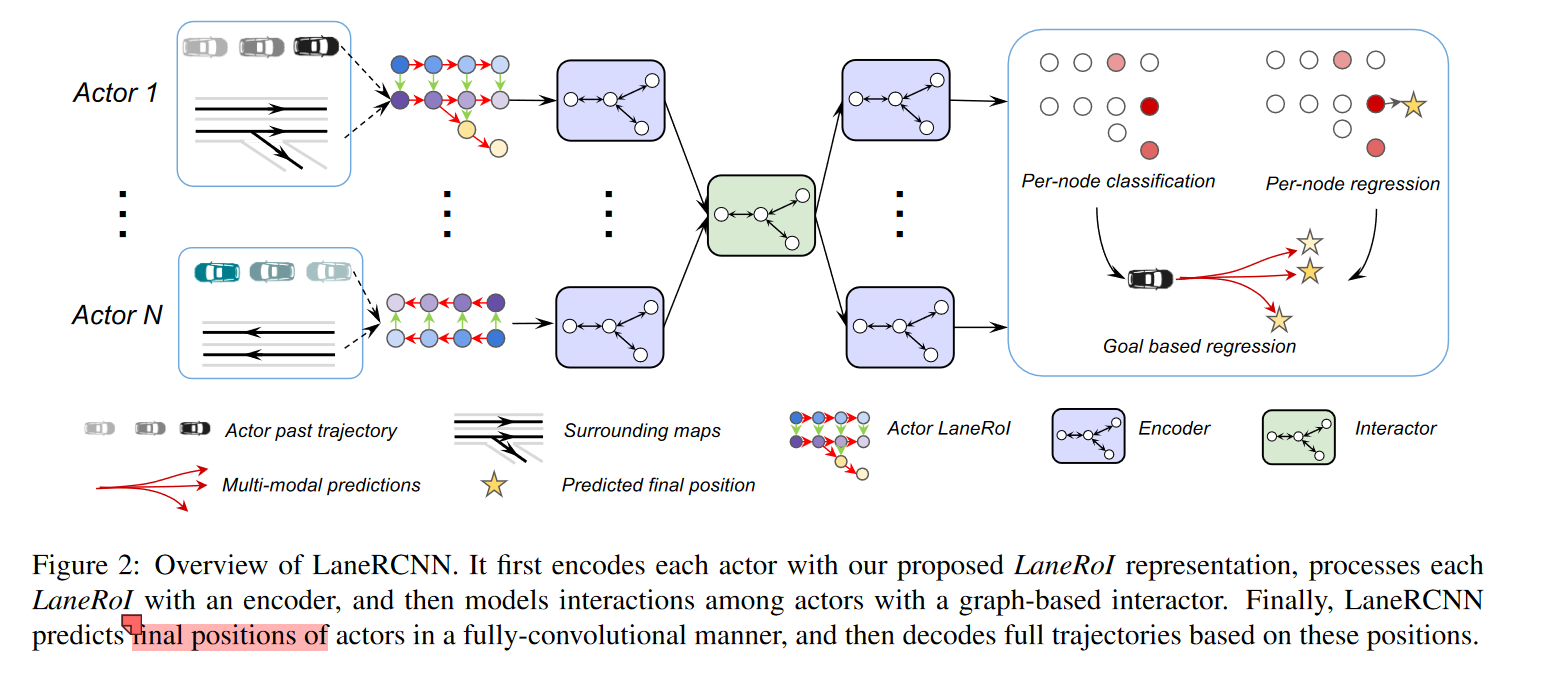 Actor 1
Per-node classification
Per-node regression
Actor N
Goal based regression
Actor past trajectory
Surrounding maps
Actor LaneRoI
Encoder
Interactor
Multi-modal predictions
Predicted final position
Figure 2: Overview of LaneRCNN. It first encodes each actor with our proposed LaneRoI representation, processes each
LaneRoI with an encoder, and then models interactions among actors with a graph-based interactor. Finally, LaneRCNN
predicts final positions of actors in a fully-convolutional manner, and then decodes full trajectories based on these positions.